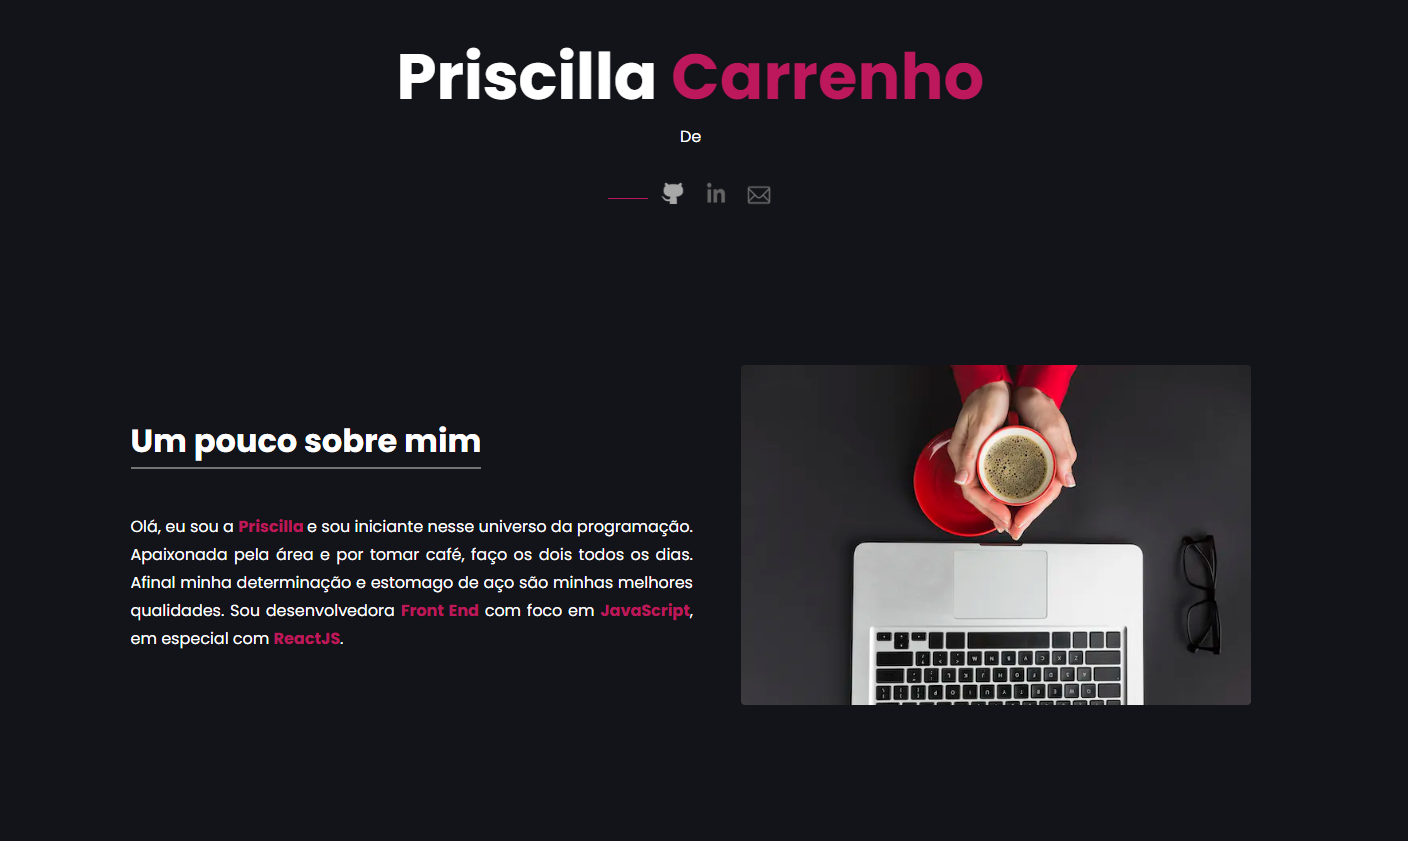 Priscilla Carrenho
De
in
Um pouco sobre mim
Olá, eu sou a Priscilla e sou iniciante nesse universo da programação.
Apaixonada pela área e por tomar café, faço os dois todos os dias.
Afinal minha determinação e estomago de aço são minhas melhores
qualidades. Sou desenvolvedora Front End com foco em JavaScript,
em especial com ReactJS.